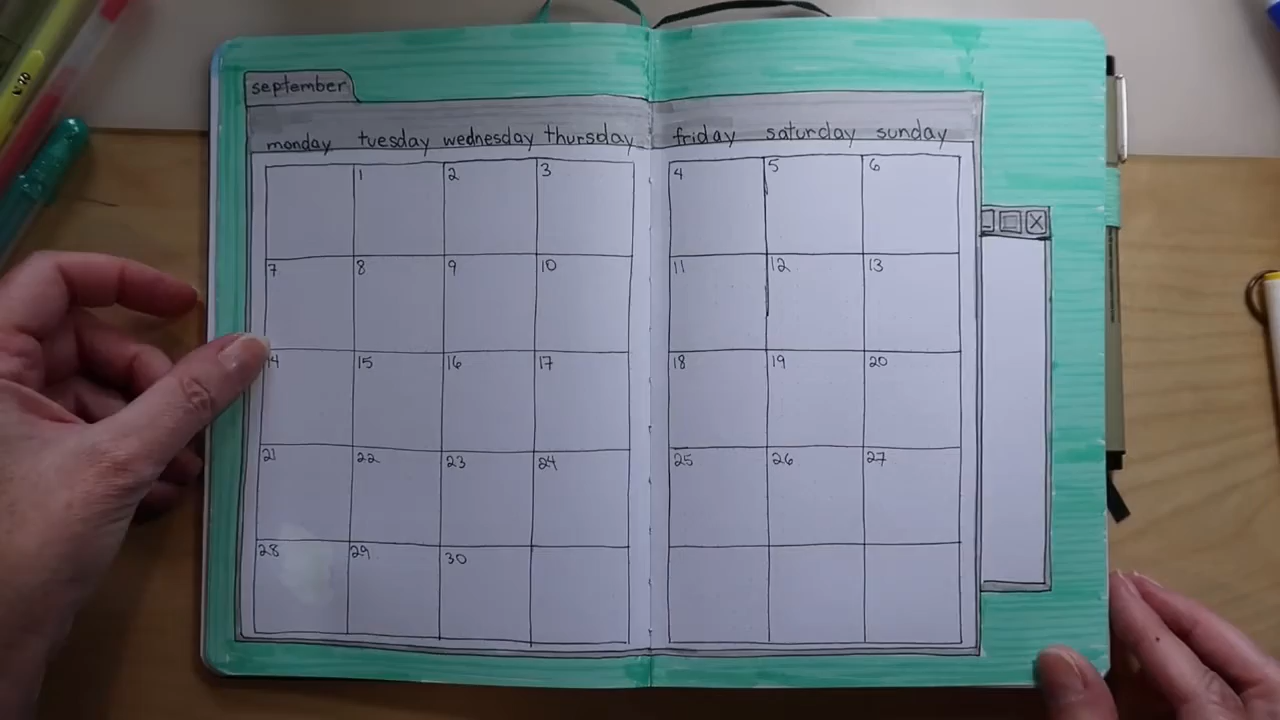 september
monday tuesday wednesday thursday friday saturday sunday
1 2 3 4 5 6
7 8 9 10 11 12 13
14 15 16 17 18 19 20
21 22 23 24 25 26 27
28 29 30